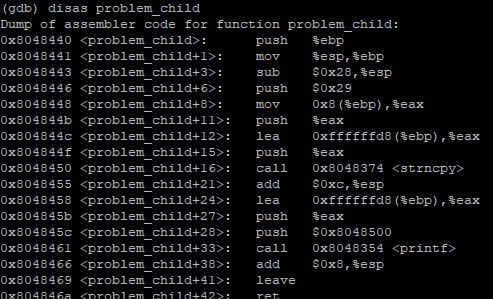 (gdb) disas problem_child
Dump of assembler code for function problem_child:
0x8048440 <problem_child>: push %ebp
0x8048441 <problem_child+1>: mov %esp,%ebp
0x8048443 <problem_child+3>: sub $0x28,%esp
0x8048446 <problem_child+6>: push $0x29
0x8048448 <problem_child+8>: mov 0x8(%ebp),%eax
0x804844b <problem_child+11>: push %eax
0x804844c <problem_child+12>: lea 0xffffffd8(%ebp),%eax
0x804844f <problem_child+15>: push %eax
0x8048450 <problem_child+16>: call 0x8048374 <strncpy>
0x8048455 <problem_child+21>: add $0xc,%esp
0x8048458 <problem_child+24>: lea 0xffffffd8(%ebp),%eax
0x804845b <problem_child+27>: push %eax
0x804845c <problem_child+28>: push $0x8048500
0x8048461 <problem_child+33>: call 0x8048354 <printf>
0x8048466 <problem_child+38>: add $0x8,%esp
0x8048469 <problem_child+41>: leave
0x804846a <problem_child+42>: ret